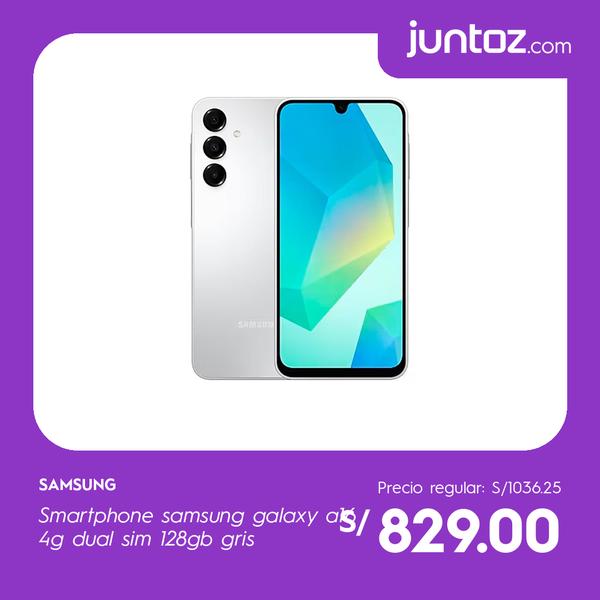 juntoz.com
SAMSUNG
SAMSUNG
Precio regular: S/1036.25
Smartphone samsung galaxy a16
4g dual sim 128gb gris
S/ 829.00